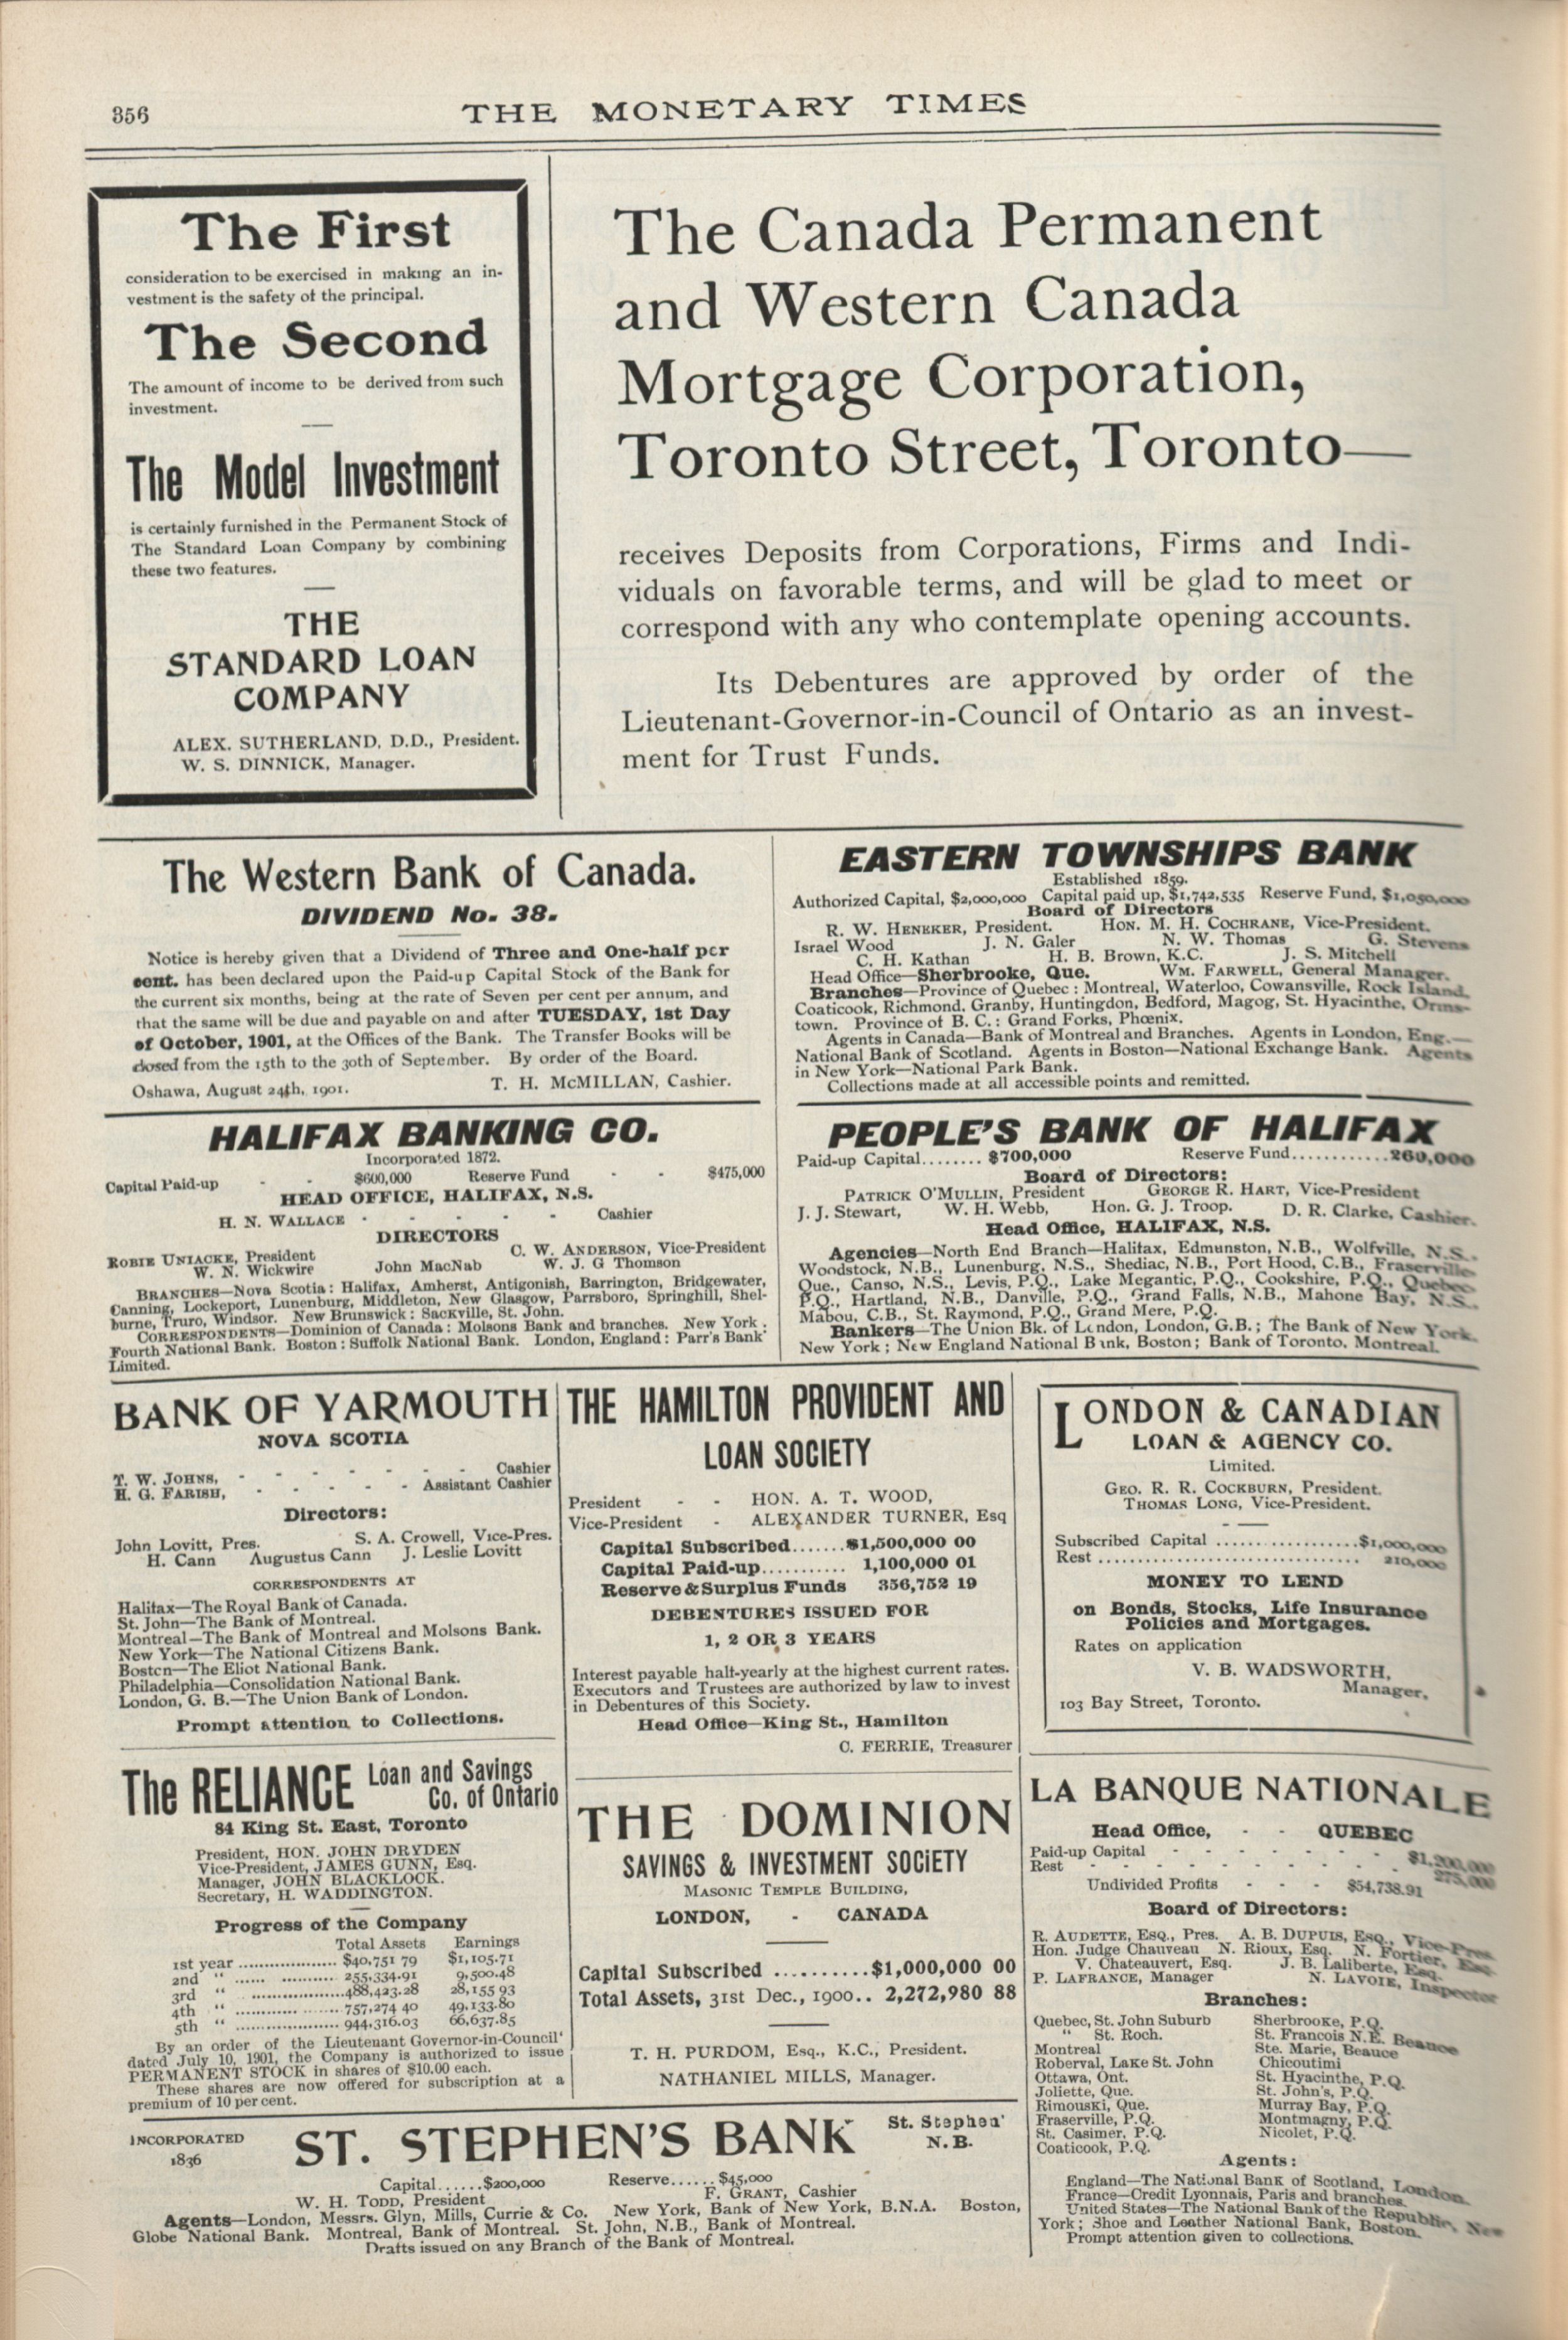 356
THE MONETARY TIMES
The First
consideration to be exercised in making an in-
vestment is the safety of the principal.
The Second
The amount of income to be derived from such
investment.
The Model Investment
is certainly furnished in the Permanent Stock of
The Standard Loan Company by combining
these two features.
THE
STANDARD LOAN
COMPANY
ALEX. SUTHERLAND, D.D., President.
W. S. DINNICK, Manager.
The Canada Permanent
and Western Canada
Mortgage Corporation,
Toronto Street, Toronto—
receives Deposits from Corporations, Firms and Indi-
viduals on favorable terms, and will be glad to meet or
correspond with any who contemplate opening accounts.
Its Debentures are approved by order of the
Lieutenant-Governor-in-Council of Ontario as an invest-
ment for Trust Funds.
The Western Bank of Canada.
DIVIDEND No. 38.
Notice is hereby given that a Dividend of Three and One-half per
cent. has been declared upon the Paid-up Capital Stock of the Bank for
the current six months, being at the rate of Seven per cent per annum, and
that the same will be due and payable on and after TUESDAY, 1st Day
of October, 1901, at the Offices of the Bank. The Transfer Books will be
closed from the 15th to the 30th of September. By order of the Board.
Oshawa, August 24th, 1901. T. H. McMILLAN, Cashier.
EASTERN TOWNSHIPS BANK
Established 1859.
Authorized Capital, $2,000,000 Capital paid up, $1,742,535 Reserve Fund, $1,050,000
Board of Directors
R. W. HENEKER, President. HON. M. H. COCHRANE, Vice-President.
Israel Wood J. N. Galer N. W. Thomas G. Stevens
C. H. Kathan H. B. Brown, K.C. J. S. Mitchell
Head Office—Sherbrooke, Que. WM. FARWELL, General Manager.
Branches—Province of Quebec: Montreal, Waterloo, Cowansville, Rock Island,
Coaticook, Richmond, Granby, Huntingdon, Bedford, Magog, St. Hyacinthe, Orms-
town. Province of B. C.: Grand Forks, Phœnix.
Agents in Canada—Bank of Montreal and Branches. Agents in London, Eng.—
National Bank of Scotland. Agents in Boston—National Exchange Bank. Agents
in New York—National Park Bank.
Collections made at all accessible points and remitted.
HALIFAX BANKING CO.
Incorporated 1872.
Capital Paid-up - - $600,000 Reserve Fund - - $475,000
HEAD OFFICE, HALIFAX, N.S.
H. N. WALLACE - - - - - Cashier
DIRECTORS
ROBIE UNIACKE, President C. W. ANDERSON, Vice-President
W. N. Wickwire John MacNab W. J. G Thomson
BRANCHES—Nova Scotia: Halifax, Amherst, Antigonish, Barrington, Bridgewater,
Canning, Lockeport, Lunenburg, Middleton, New Glasgow, Parrsboro, Springhill, Shel-
burne, Truro, Windsor. New Brunswick: Sackville, St. John.
CORRESPONDENTS—Dominion of Canada: Molsons Bank and branches. New York:
Fourth National Bank. Boston: Suffolk National Bank. London, England: Parr's Bank
Limited.
PEOPLE'S BANK OF HALIFAX
Paid-up Capital........ $700,000 Reserve Fund............260,000
Board of Directors:
PATRICK O'MULLIN, President GEORGE R. HART, Vice-President
J. J. Stewart, W. H. Webb, Hon. G. J. Troop. D. R. Clarke, Cashier.
Head Office, HALIFAX, N.S.
Agencies—North End Branch—Halifax, Edmunston, N.B., Wolfville, N.S.,
Woodstock, N.B., Lunenburg, N.S., Shediac, N.B., Port Hood, C.B., Fraserville,
Que., Canso, N.S., Levis, P.Q., Lake Megantic, P.Q., Cookshire, P.Q., Quebec,
P.Q., Hartland, N.B., Danville, P.Q., Grand Falls, N.B., Mahone Bay, N.S.,
Mabou, C.B., St. Raymond, P.Q., Grand Mere, P.Q.
Bankers—The Union Bk. of London, London, G.B.; The Bank of New York,
New York; New England National Bank, Boston; Bank of Toronto, Montreal.
BANK OF YARMOUTH
NOVA SCOTIA
T. W. JOHNS, - - - - - - - Cashier
H. G. FARISH, - - - - - Assistant Cashier
Directors:
John Lovitt, Pres. S. A. Crowell, Vice-Pres.
H. Cann Augustus Cann J. Leslie Lovitt
CORRESPONDENTS AT
Halifax—The Royal Bank of Canada.
St. John—The Bank of Montreal.
Montreal—The Bank of Montreal and Molsons Bank.
New York—The National Citizens Bank.
Boston—The Eliot National Bank.
Philadelphia—Consolidation National Bank.
London, G. B.—The Union Bank of London.
Prompt attention to Collections.
THE HAMILTON PROVIDENT AND
LOAN SOCIETY
President - - HON. A. T. WOOD,
Vice-President - ALEXANDER TURNER, Esq
Capital Subscribed.......$1,500,000 00
Capital Paid-up........... 1,100,000 01
Reserve & Surplus Funds 356,752 19
DEBENTURES ISSUED FOR
1, 2 OR 3 YEARS
Interest payable half-yearly at the highest current rates.
Executors and Trustees are authorized by law to invest
in Debentures of this Society.
Head Office—King St., Hamilton
C. FERRIE, Treasurer
LONDON & CANADIAN
LOAN & AGENCY CO.
Limited.
GEO. R. R. COCKBURN, President.
THOMAS LONG, Vice-President.
Subscribed Capital ..................$1,000,000
Rest ................................. 210,000
MONEY TO LEND
on Bonds, Stocks, Life Insurance
Policies and Mortgages.
Rates on application
V. B. WADSWORTH,
Manager,
103 Bay Street, Toronto.
The RELIANCE Loan and Savings
Co. of Ontario
84 King St. East, Toronto
President, HON. JOHN DRYDEN
Vice-President, JAMES GUNN, Esq.
Manager, JOHN BLACKLOCK.
Secretary, H. WADDINGTON.
Progress of the Company
Total Assets Earnings
1st year ................... $40,751 79 $1,105.71
2nd " ...... ........... 255,334.91 9,500.48
3rd " ..................488,423.28 28,155 93
4th " ............ ....... 757,274 40 49,133.80
5th " .................... 944,316.03 66,637.85
By an order of the Lieutenant Governor-in-Council'
dated July 10, 1901, the Company is authorized to issue
PERMANENT STOCK in shares of $10.00 each.
These shares are now offered for subscription at a
premium of 10 per cent.
THE DOMINION
SAVINGS & INVESTMENT SOCIETY
MASONIC TEMPLE BUILDING,
LONDON, - CANADA
Capital Subscribed ..........$1,000,000 00
Total Assets, 31st Dec., 1900.. 2,272,980 88
T. H. PURDOM, Esq., K.C., President.
NATHANIEL MILLS, Manager.
LA BANQUE NATIONALE
Head Office, - - QUEBEC
Paid-up Capital - - - - - - - $1,200,000
Rest - - - - - - - - - 275,000
Undivided Profits - - - $54,738.91
Board of Directors:
R. AUDETTE, ESQ., Pres. A. B. DUPUIS, ESQ., Vice-Pres
Hon. Judge Chauveau N. Rioux, Esq. N. Fortier, Esq
V. Chateauvert, Esq. J. B. Laliberte, Esq.
P. LAFRANCE, Manager N. LAVOIE, Inspector
Branches:
Quebec, St. John Suburb Sherbrooke, P.Q.
" St. Roch. St. Francois N.E. Beauce
Montreal Ste. Marie, Beauce
Roberval, Lake St. John Chicoutimi
Ottawa, Ont. St. Hyacinthe, P.Q.
Joliette, Que. St. John's, P.Q.
Rimouski, Que. Murray Bay, P.Q.
Fraserville, P.Q. Montmagny, P.Q.
St. Casimer, P.Q. Nicolet, P.Q.
Coaticook, P.Q.
Agents:
England—The National Bank of Scotland, London.
France—Credit Lyonnais, Paris and branches.
United States—The National Bank of the Republic, New
York; Shoe and Leather National Bank, Boston.
Prompt attention given to collections.
INCORPORATED
1836
ST. STEPHEN'S BANK
St. Stephen'
N. B.
Capital......$200,000 Reserve...... $45,000
W. H. TODD, President F. GRANT, Cashier
Agents—London, Messrs. Glyn, Mills, Currie & Co. New York, Bank of New York, B.N.A. Boston,
Globe National Bank. Montreal, Bank of Montreal. St. John, N.B., Bank of Montreal.
Drafts issued on any Branch of the Bank of Montreal.